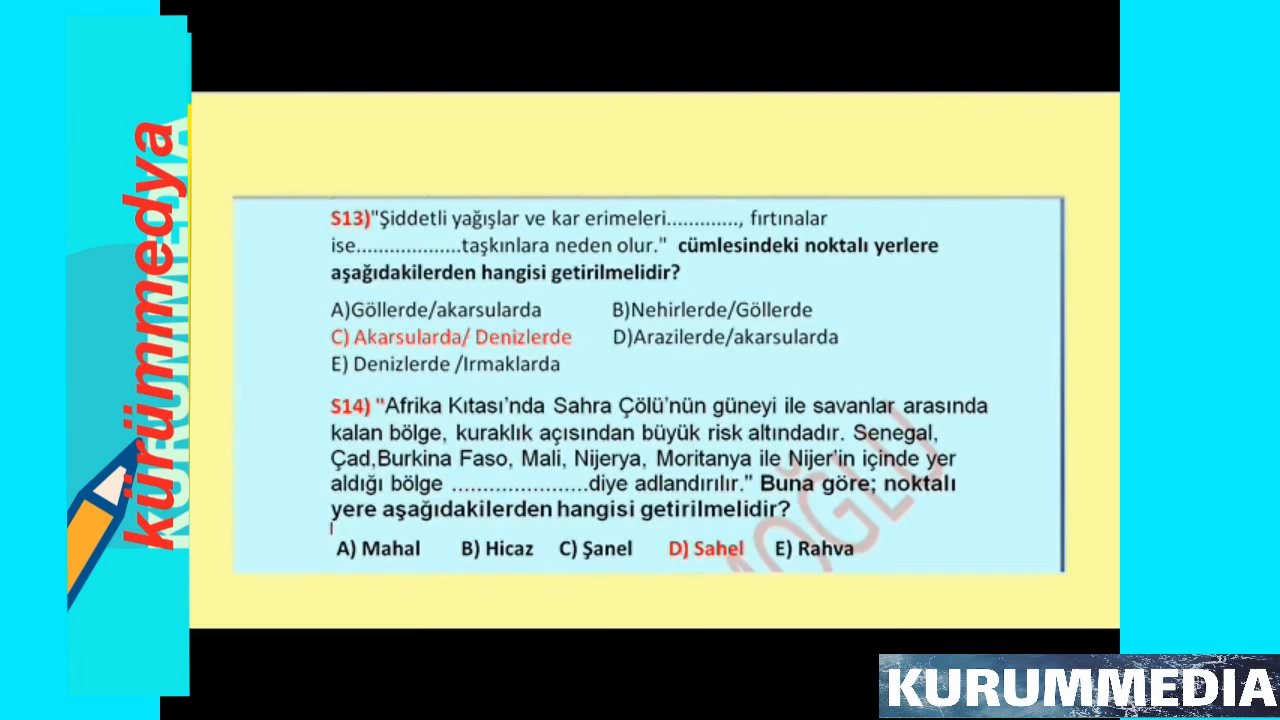 kürümmedya
KURUMMEDIA
S13)"Şiddetli yağışlar ve kar erimeleri............., fırtınalar
ise...................taşkınlara neden olur." cümlesindeki noktalı yerlere
aşağıdakilerden hangisi getirilmelidir?
A)Göllerde/akarsularda B)Nehirlerde/Göllerde
C) Akarsularda/ Denizlerde D)Arazilerde/akarsularda
E) Denizlerde /Irmaklarda
S14) "Afrika Kıtası'nda Sahra Çölü'nün güneyi ile savanlar arasında
kalan bölge, kuraklık açısından büyük risk altındadır. Senegal,
Çad,Burkina Faso, Mali, Nijerya, Moritanya ile Nijer'in içinde yer
aldığı bölge ......................diye adlandırılır." Buna göre; noktalı
yere aşağıdakilerden hangisi getirilmelidir?
A) Mahal B) Hicaz C) Şanel D) Sahel E) Rahva
KURUMMEDIA